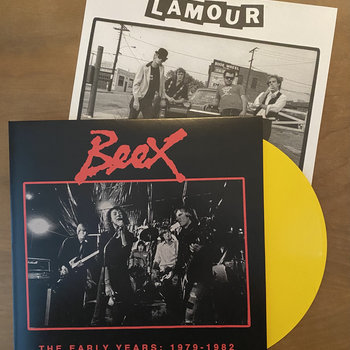 LAMOUR
BeeX
THE EARLY YEARS: 1979-1982